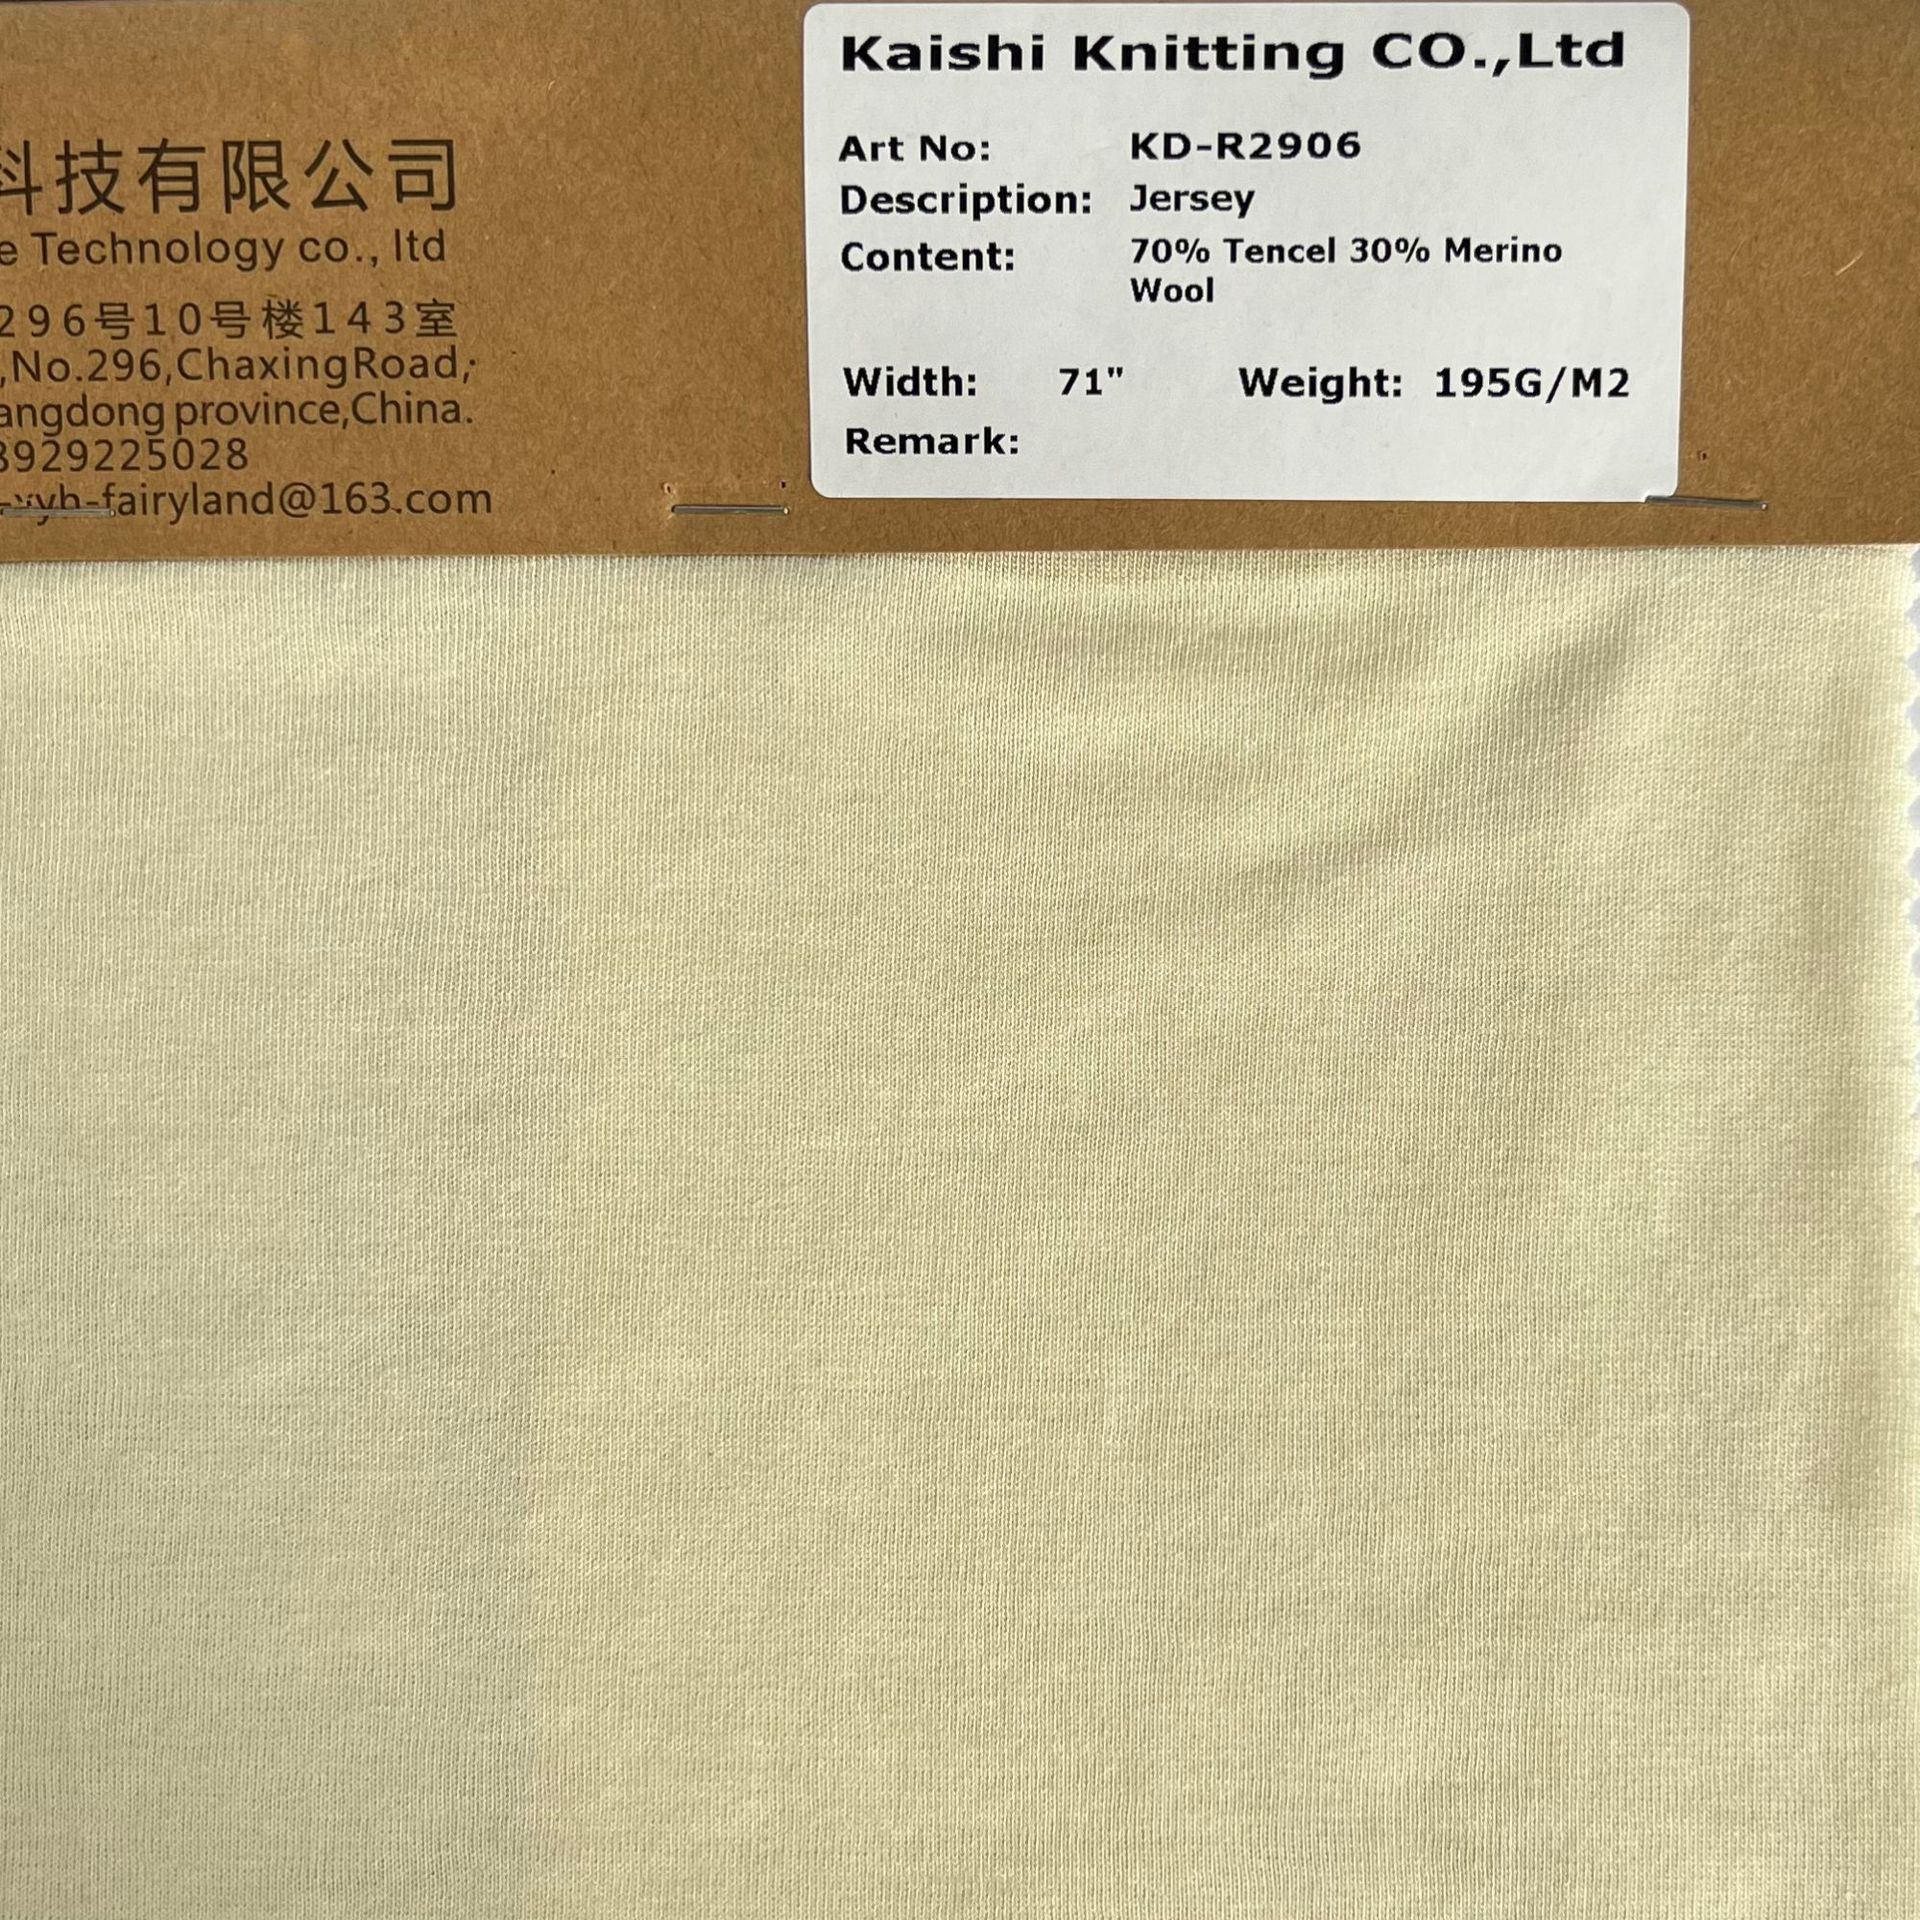 科技有限公司
e Technology co., ltd
296号10号楼143室
,No.296,ChaxingRoad,
angdong province,China.
8929225028
-yyh-fairyland@163.com
Kaishi Knitting CO.,Ltd
Art No: KD-R2906
Description: Jersey
Content: 70% Tencel 30% Merino
Wool
Width: 71" Weight: 195G/M2
Remark: